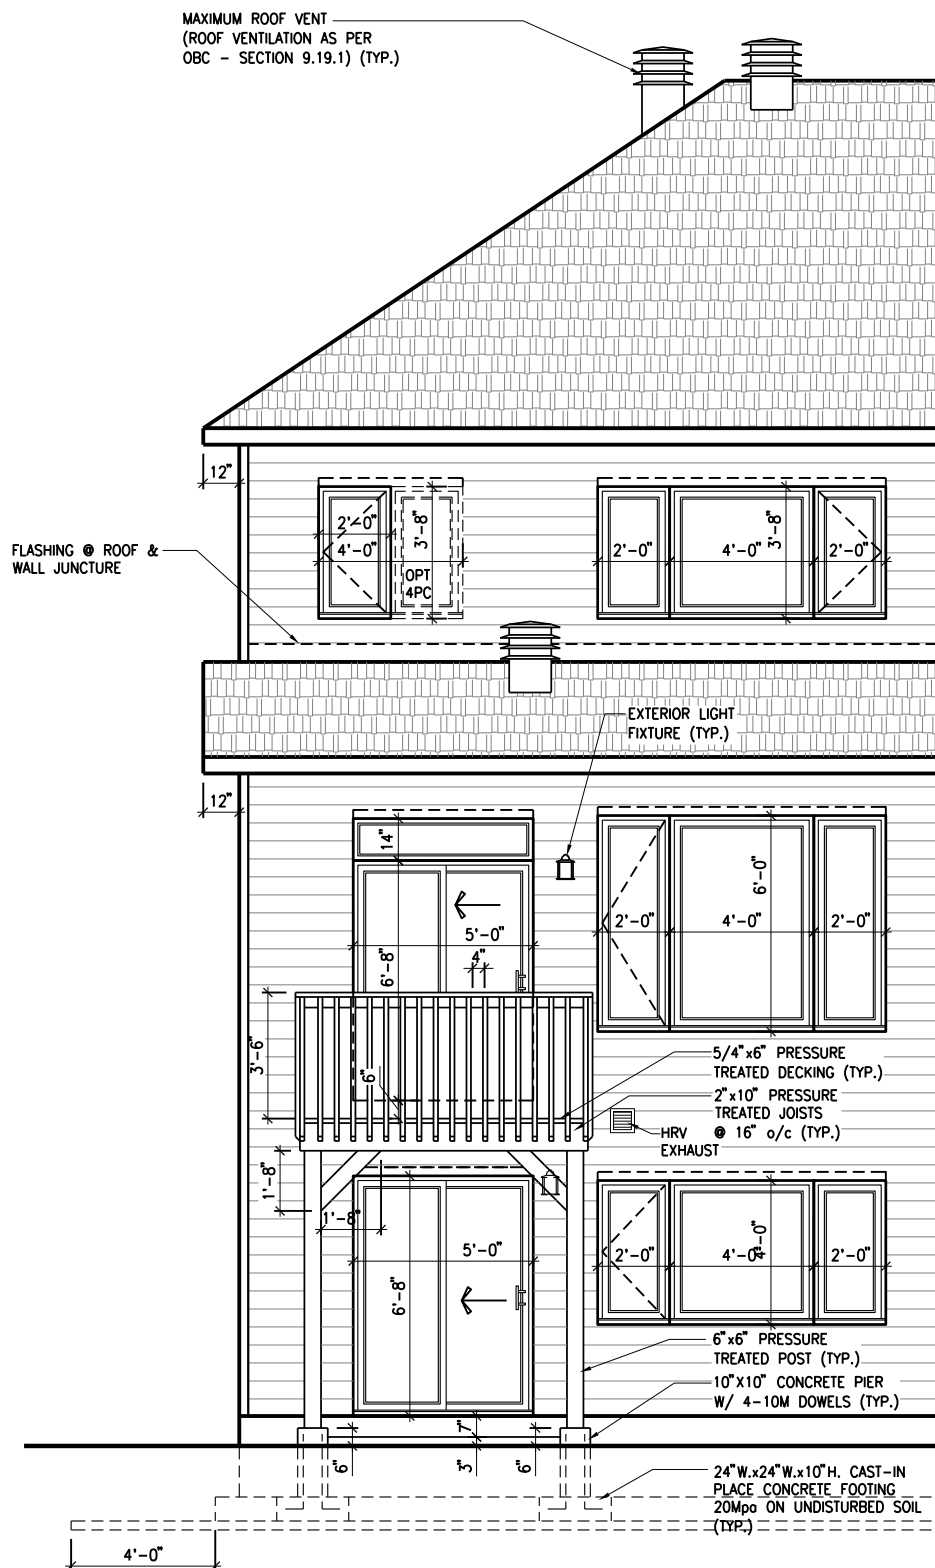 MAXIMUM ROOF VENT
(ROOF VENTILATION AS PER
OBC - SECTION 9.19.1) (TYP.)
12"
2'-0"
4'-0"
3'-8"
OPT
4PC
2'-0"
4'-0"
3'-8"
2'-0"
FLASHING @ ROOF &
WALL JUNCTURE
EXTERIOR LIGHT
FIXTURE (TYP.)
12"
14"
6'-0"
2'-0"
4'-0"
2'-0"
5'-0"
4"
6'-8"
3'-6"
6"
5/4"x6" PRESSURE
TREATED DECKING (TYP.)
2"x10" PRESSURE
TREATED JOISTS
@ 16" o/c (TYP.)
HRV
EXHAUST
1'-8"
1'-8"
5'-0"
6'-8"
2'-0"
4'-0"
4'-0"
2'-0"
6"x6" PRESSURE
TREATED POST (TYP.)
10"X10" CONCRETE PIER
W/ 4-10M DOWELS (TYP.)
7"
6"
3"
6"
24"W.x24"W.x10"H. CAST-IN
PLACE CONCRETE FOOTING
20Mpa ON UNDISTURBED SOIL
(TYP.)
4'-0"